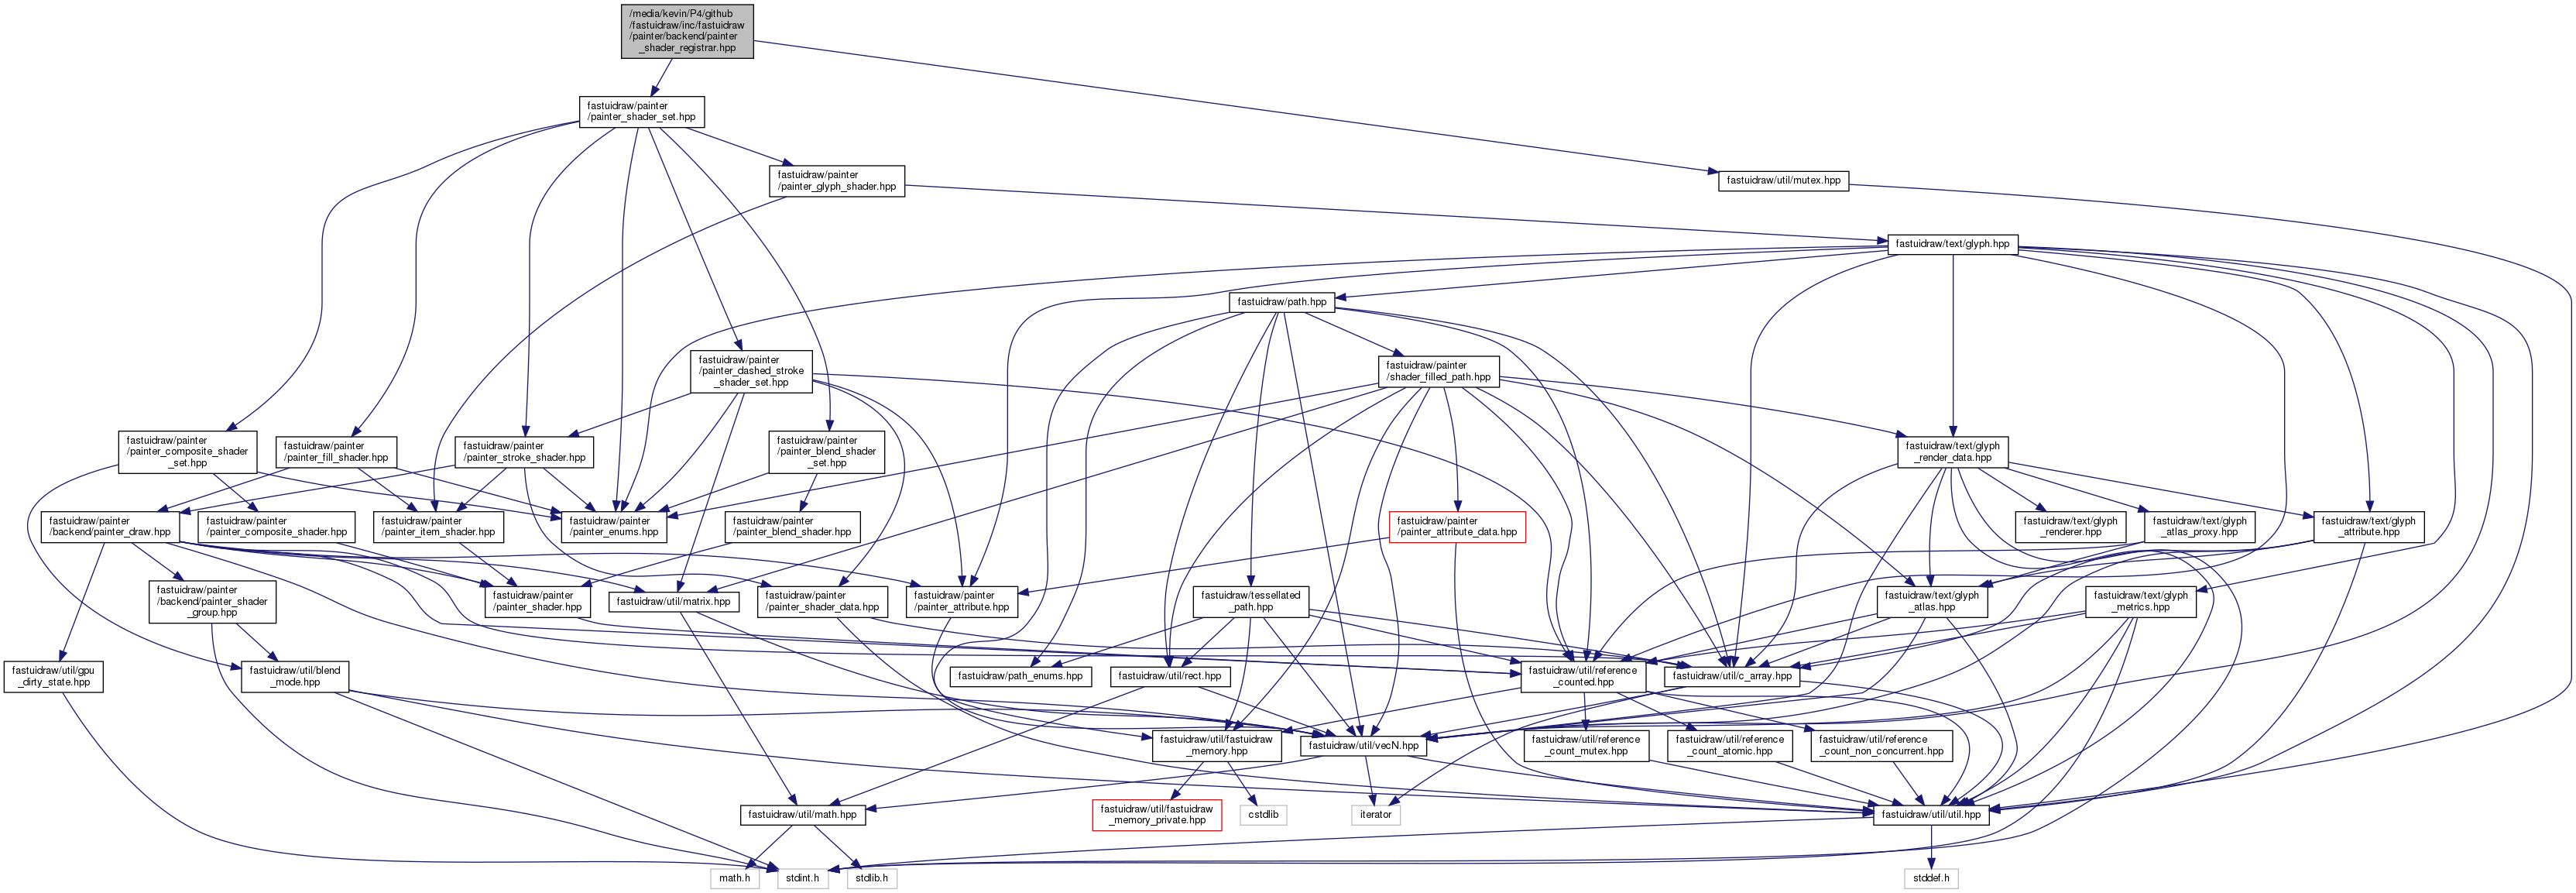 /media/kevin/P4/github
/fastuidraw/inc/fastuidraw
/painter/backend/painter
_shader_registrar.hpp
fastuidraw/painter
/painter_shader_set.hpp
fastuidraw/painter
/painter_glyph_shader.hpp
fastuidraw/util/mutex.hpp
fastuidraw/text/glyph.hpp
fastuidraw/path.hpp
fastuidraw/painter
/painter_dashed_stroke
_shader_set.hpp
fastuidraw/painter
/shader_filled_path.hpp
fastuidraw/painter
/painter_composite_shader
_set.hpp
fastuidraw/painter
/painter_fill_shader.hpp
fastuidraw/painter
/painter_stroke_shader.hpp
fastuidraw/painter
/painter_blend_shader
_set.hpp
fastuidraw/text/glyph
_render_data.hpp
fastuidraw/painter
/backend/painter_draw.hpp
fastuidraw/painter
/painter_composite_shader.hpp
fastuidraw/painter
/painter_item_shader.hpp
fastuidraw/painter
/painter_enums.hpp
fastuidraw/painter
/painter_blend_shader.hpp
fastuidraw/painter
/painter_attribute_data.hpp
fastuidraw/text/glyph
_renderer.hpp
fastuidraw/text/glyph
_atlas_proxy.hpp
fastuidraw/text/glyph
_attribute.hpp
fastuidraw/painter
/backend/painter_shader
_group.hpp
fastuidraw/painter
/painter_shader.hpp
fastuidraw/util/matrix.hpp
fastuidraw/painter
/painter_shader_data.hpp
fastuidraw/painter
/painter_attribute.hpp
fastuidraw/tessellated
_path.hpp
fastuidraw/text/glyph
_atlas.hpp
fastuidraw/text/glyph
_metrics.hpp
fastuidraw/util/gpu
_dirty_state.hpp
fastuidraw/util/blend
_mode.hpp
fastuidraw/path_enums.hpp
fastuidraw/util/rect.hpp
fastuidraw/util/reference
_counted.hpp
fastuidraw/util/c_array.hpp
fastuidraw/util/fastuidraw
_memory.hpp
fastuidraw/util/vecN.hpp
fastuidraw/util/reference
_count_mutex.hpp
fastuidraw/util/reference
_count_atomic.hpp
fastuidraw/util/reference
_count_non_concurrent.hpp
fastuidraw/util/math.hpp
fastuidraw/util/fastuidraw
_memory_private.hpp
cstdlib
iterator
fastuidraw/util/util.hpp
math.h
stdint.h
stdlib.h
stddef.h